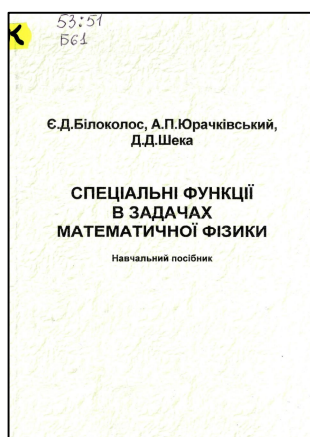 53:51
Б61
Є.Д.Білоколос, А.П.Юрачківський,
Д.Д.Шека
СПЕЦІАЛЬНІ ФУНКЦІЇ
В ЗАДАЧАХ
МАТЕМАТИЧНОЇ ФІЗИКИ
Навчальний посібник